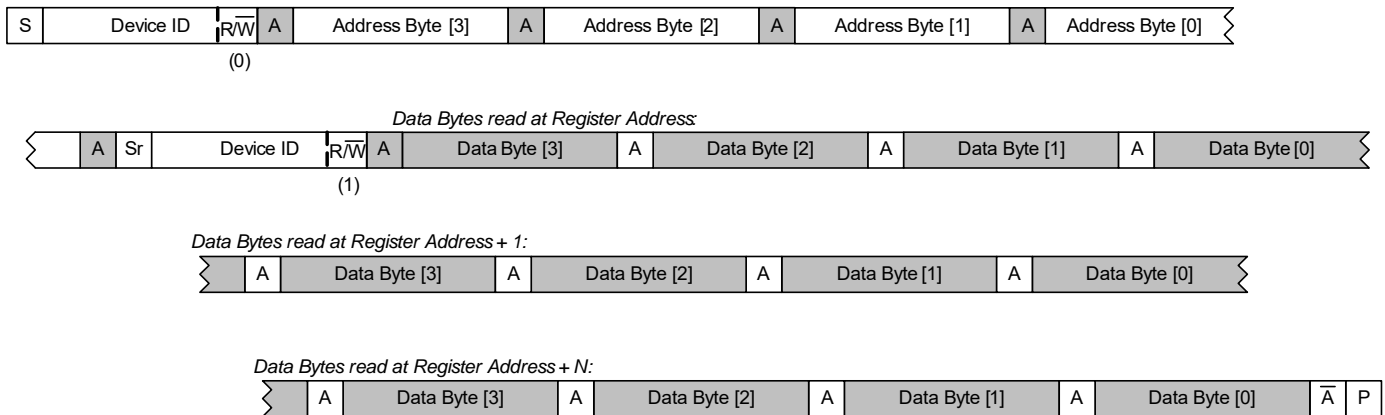 S Device ID R/W̅ A Address Byte [3] A Address Byte [2] A Address Byte [1] A Address Byte [0]
(0)
Data Bytes read at Register Address:
A Sr Device ID R/W̅ A Data Byte [3] A Data Byte [2] A Data Byte [1] A Data Byte [0]
(1)
Data Bytes read at Register Address + 1:
A Data Byte [3] A Data Byte [2] A Data Byte [1] A Data Byte [0]
Data Bytes read at Register Address + N:
A Data Byte [3] A Data Byte [2] A Data Byte [1] A Data Byte [0] A̅ P